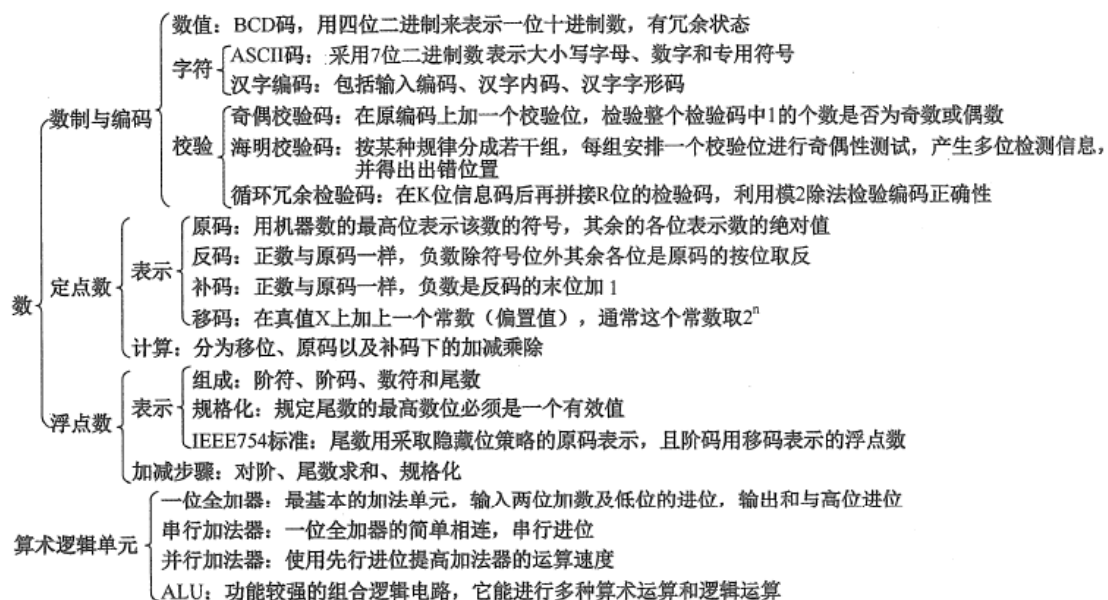 数值：BCD码，用四位二进制来表示一位十进制数，有冗余状态
字符
ASCII码：采用7位二进制数表示大小写字母、数字和专用符号
汉字编码：包括输入编码、汉字内码、汉字字形码
数制与编码
奇偶校验码：在原编码上加一个校验位，检验整个检验码中1的个数是否为奇数或偶数
校验
海明校验码：按某种规律分成若干组，每组安排一个校验位进行奇偶性测试，产生多位检测信息，
并得出出错位置
循环冗余检验码：在K位信息码后再拼接R位的检验码，利用模2除法检验编码正确性
原码：用机器数的最高位表示该数的符号，其余的各位表示数的绝对值
反码：正数与原码一样，负数除符号位外其余各位是原码的按位取反
表示
数
定点数
补码：正数与原码一样，负数是反码的末位加1
移码：在真值X上加上一个常数（偏置值），通常这个常数取2ⁿ
计算：分为移位、原码以及补码下的加减乘除
组成：阶符、阶码、数符和尾数
表示
规格化：规定尾数的最高数位必须是一个有效值
浮点数
IEEE754标准：尾数用采取隐藏位策略的原码表示，且阶码用移码表示的浮点数
加减步骤：对阶、尾数求和、规格化
一位全加器：最基本的加法单元，输入两位加数及低位的进位，输出和与高位进位
串行加法器：一位全加器的简单相连，串行进位
算术逻辑单元
并行加法器：使用先行进位提高加法器的运算速度
ALU：功能较强的组合逻辑电路，它能进行多种算术运算和逻辑运算